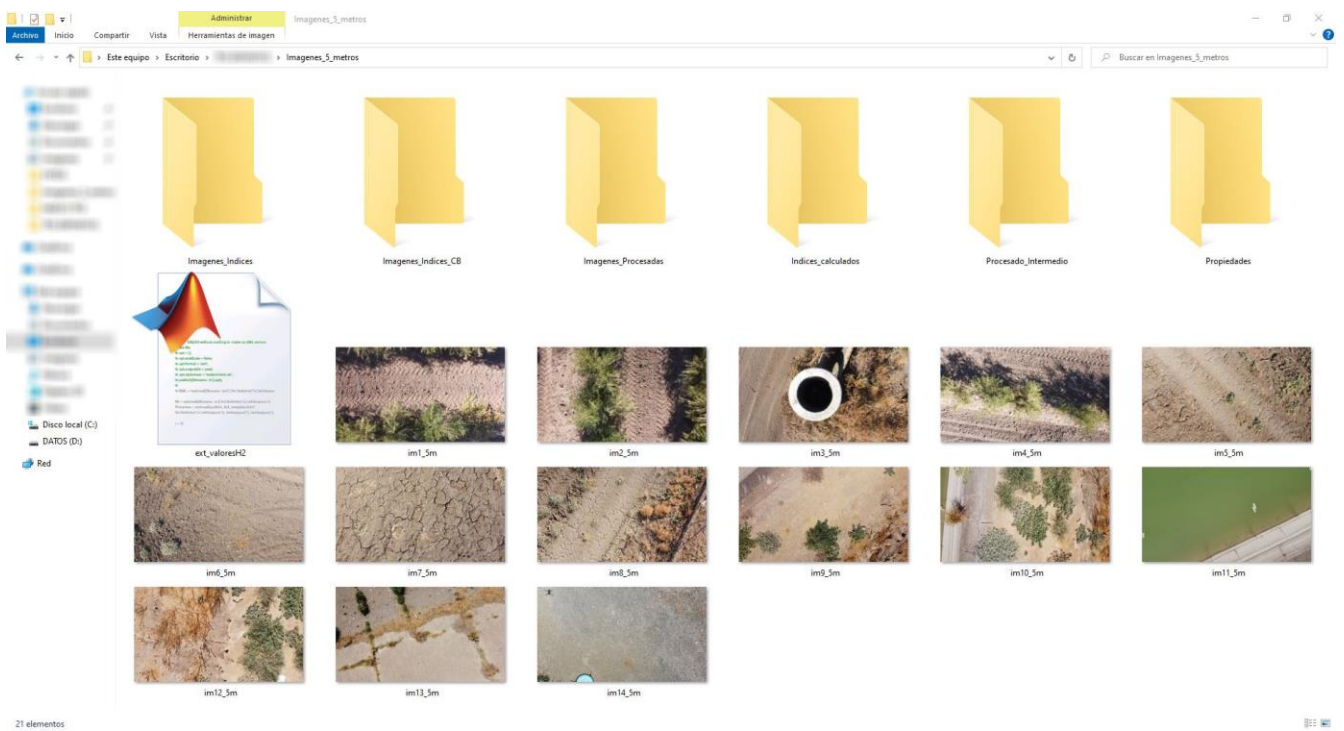 Administrar
Imagenes_5_metros
Archivo
Inicio
Compartir
Vista
Herramientas de imagen
Este equipo > Escritorio >
> Imagenes_5_metros
Buscar en Imagenes_5_metros
Imagenes_Indices
Imagenes_Indices_CB
Imagenes_Procesadas
Indices_calculados
Procesado_Intermedio
Propiedades
Disco local (C:)
DATOS (D:)
Red
ext_valoresH2
im1_5m
im2_5m
im3_5m
im4_5m
im5_5m
im6_5m
im7_5m
im8_5m
im9_5m
im10_5m
im11_5m
im12_5m
im13_5m
im14_5m
21 elementos